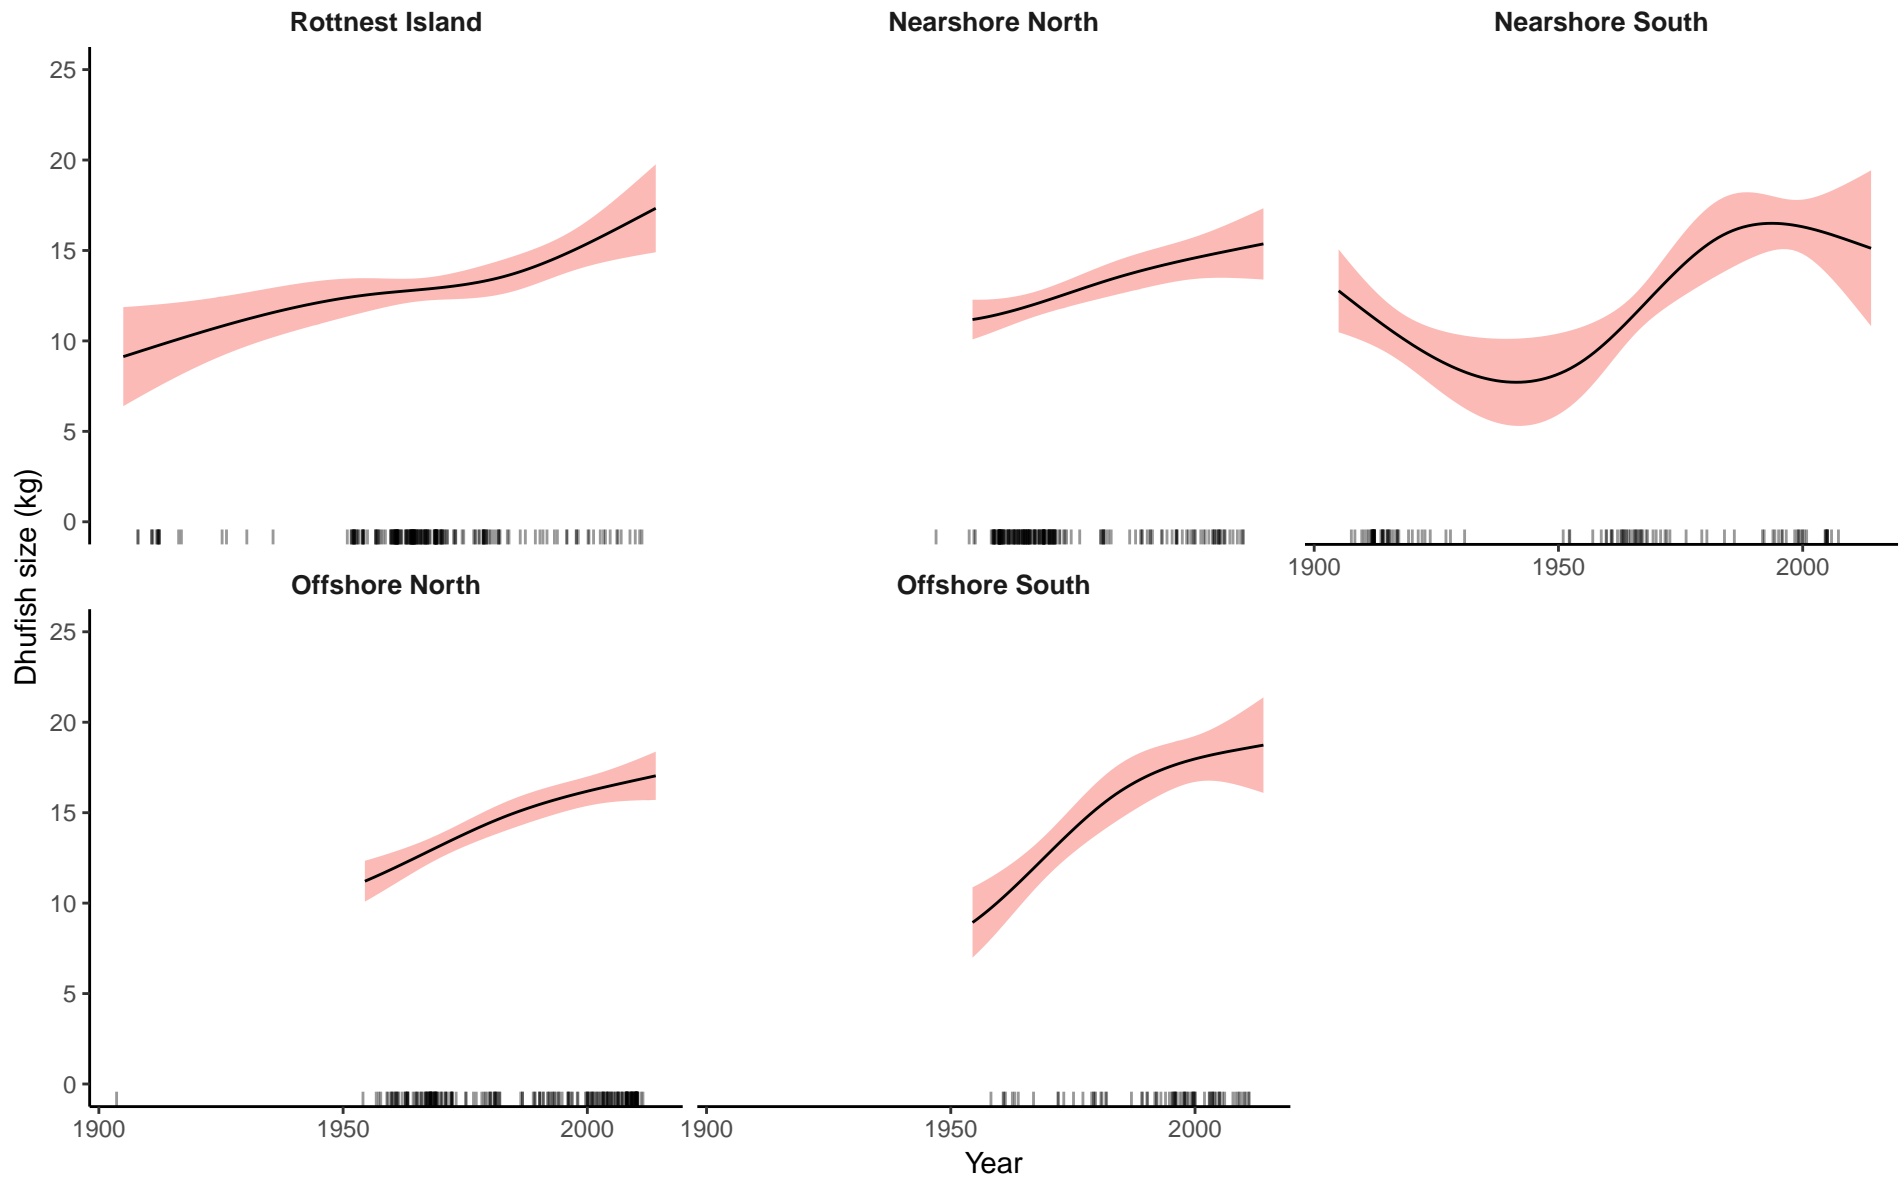 Rottnest Island
Nearshore North
Nearshore South
25
20
15
10
5
0
1900 1950 2000
Dhufish size (kg)
Offshore North
Offshore South
25
20
15
10
5
0
1900 1950 2000
1900 1950 2000
Year